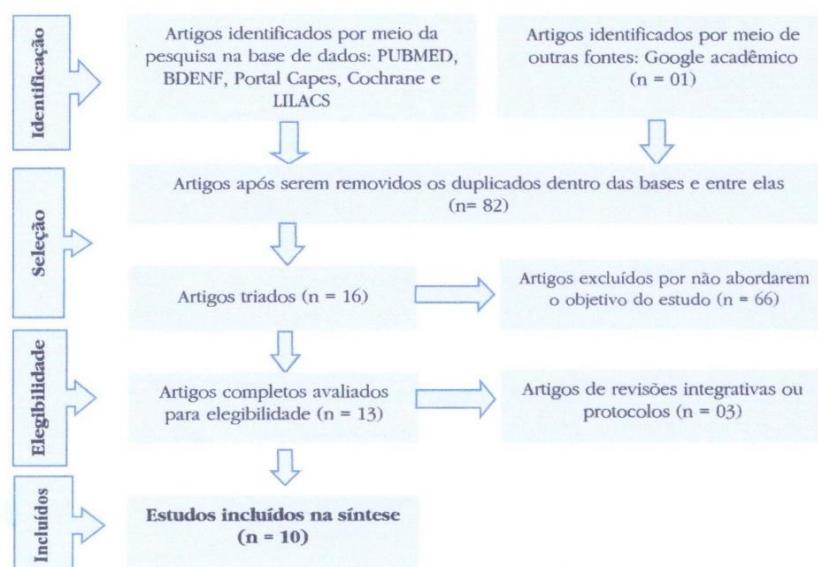 Identificação
Artigos identificados por meio da
pesquisa na base de dados: PUBMED,
BDENF, Portal Capes, Cochrane e
LILACS
Artigos identificados por meio de
outras fontes: Google acadêmico
(n = 01)
Seleção
Artigos após serem removidos os duplicados dentro das bases e entre elas
(n= 82)
Artigos triados (n = 16)
Artigos excluídos por não abordarem
o objetivo do estudo (n = 66)
Elegibilidade
Artigos completos avaliados
para elegibilidade (n = 13)
Artigos de revisões integrativas ou
protocolos (n = 03)
Incluídos
Estudos incluídos na síntese
(n = 10)